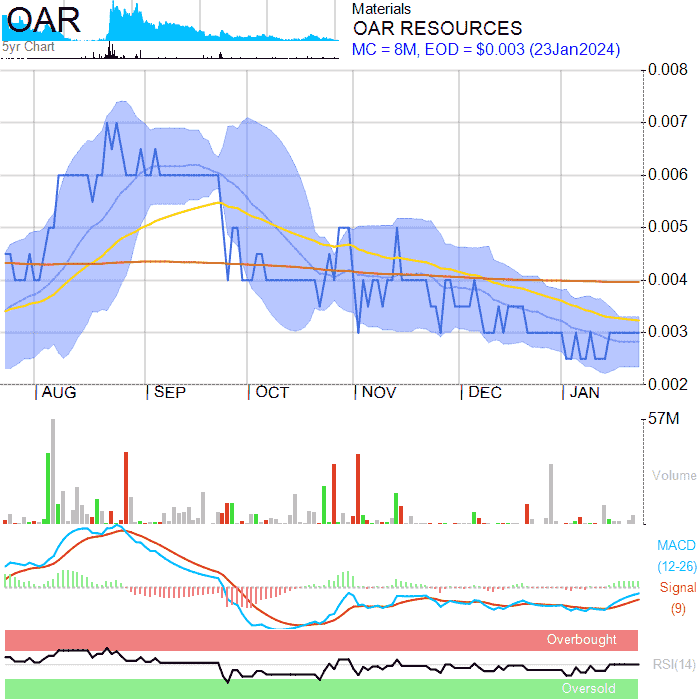 OAR
5yr Chart
Materials
OAR RESOURCES
MC = 8M, EOD = $0.003 (23Jan2024)
0.008
0.007
0.006
0.005
0.004
0.003
0.002
AUG SEP OCT NOV DEC JAN
57M
Volume
MACD
(12-26)
Signal
(9)
Overbought
RSI(14)
Oversold